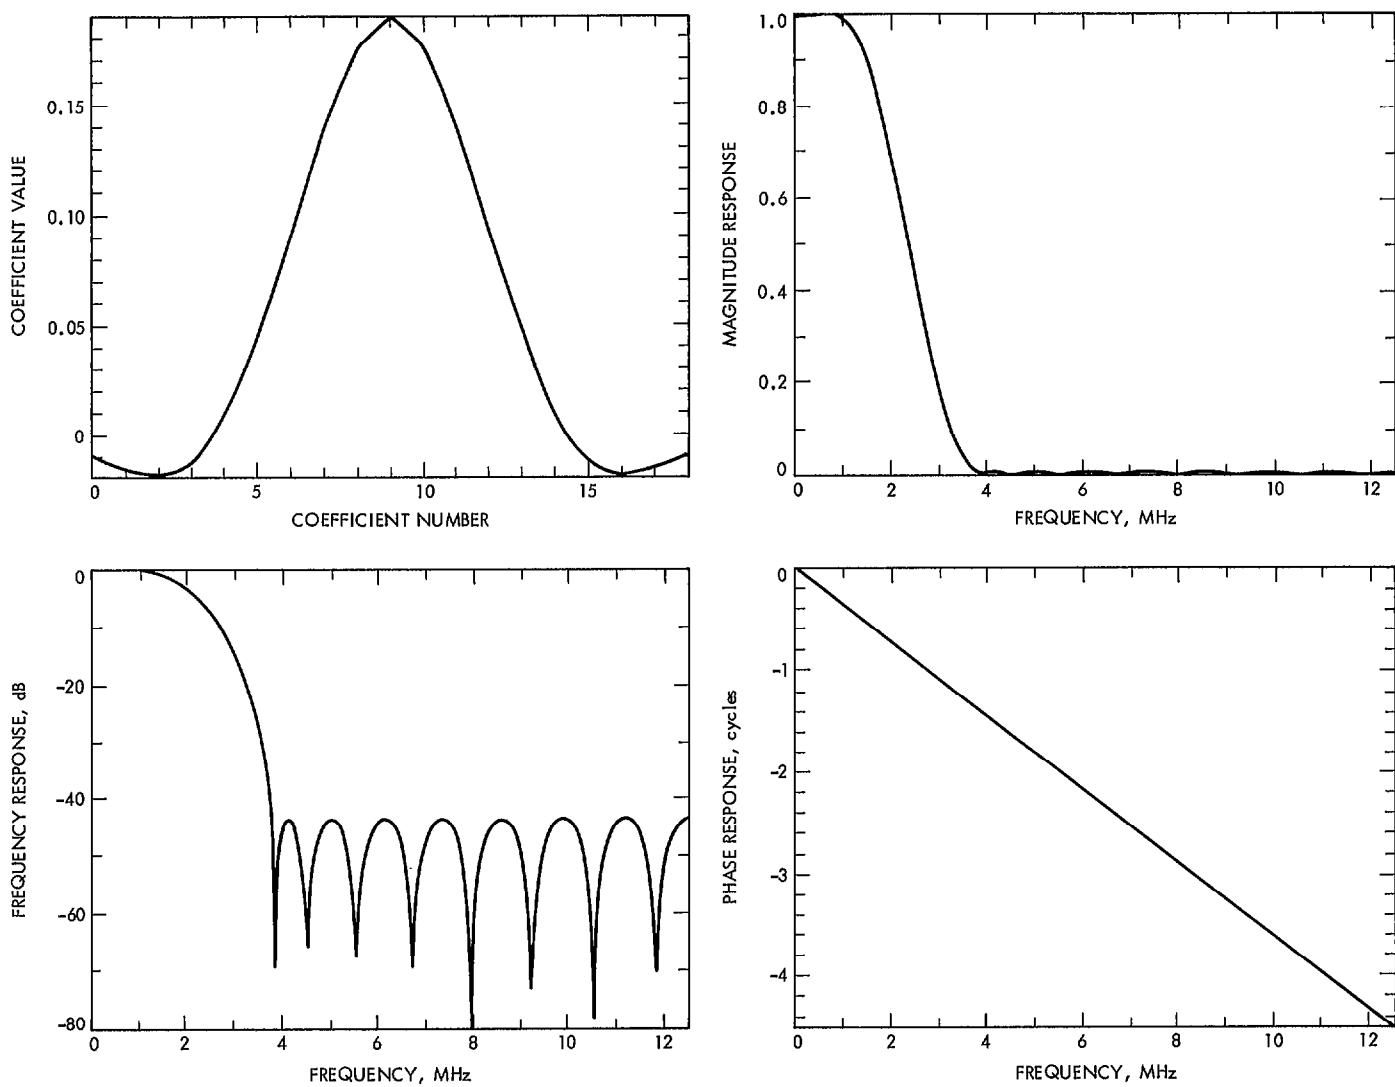 COEFFICIENT VALUE
0.15
0.10
0.05
0
0 5 10 15
COEFFICIENT NUMBER
MAGNITUDE RESPONSE
1.0
0.8
0.6
0.4
0.2
0
0 2 4 6 8 10 12
FREQUENCY, MHz
FREQUENCY RESPONSE, dB
0
-20
-40
-60
-80
0 2 4 6 8 10 12
FREQUENCY, MHz
PHASE RESPONSE, cycles
0
-1
-2
-3
-4
0 2 4 6 8 10 12
FREQUENCY, MHz